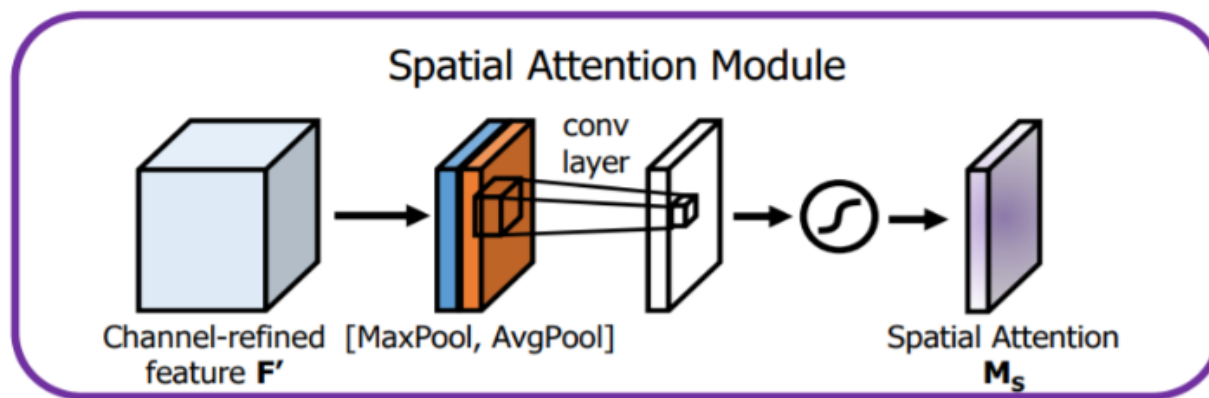 Spatial Attention Module
conv
layer
Channel-refined
feature F’
[MaxPool, AvgPool]
Spatial Attention
Ms